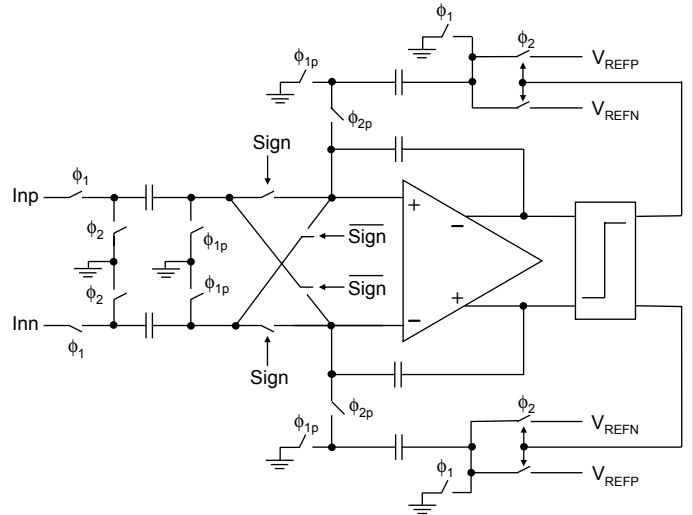 ϕ1
ϕ1p
ϕ2
VREFP
ϕ2p
VREFN
Sign
Inp
ϕ1
+
−
ϕ2
ϕ1p
Sign
Sign
ϕ2
ϕ1p
+
−
Inn
ϕ1
Sign
ϕ2p
ϕ2
ϕ1p
VREFN
ϕ1
VREFP